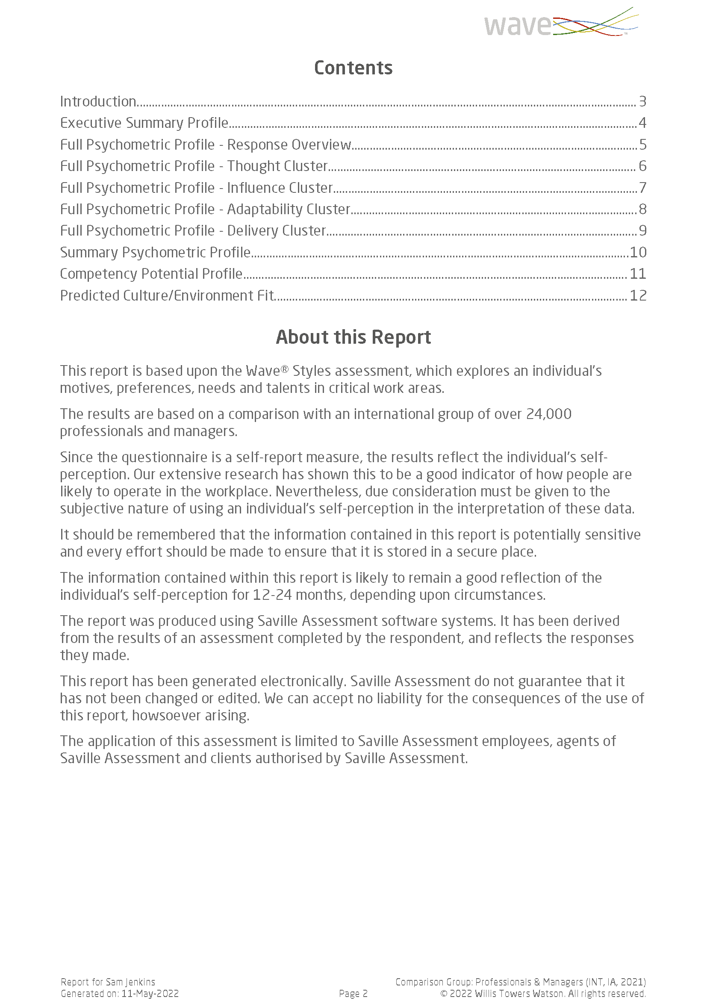 wave
Contents
Introduction 3
Executive Summary Profile 4
Full Psychometric Profile - Response Overview 5
Full Psychometric Profile - Thought Cluster 6
Full Psychometric Profile - Influence Cluster 7
Full Psychometric Profile - Adaptability Cluster 8
Full Psychometric Profile - Delivery Cluster 9
Summary Psychometric Profile 10
Competency Potential Profile 11
Predicted Culture/Environment Fit 12
About this Report
This report is based upon the Wave® Styles assessment, which explores an individual's
motives, preferences, needs and talents in critical work areas.
The results are based on a comparison with an international group of over 24,000
professionals and managers.
Since the questionnaire is a self-report measure, the results reflect the individual's self-
perception. Our extensive research has shown this to be a good indicator of how people are
likely to operate in the workplace. Nevertheless, due consideration must be given to the
subjective nature of using an individual's self-perception in the interpretation of these data.
It should be remembered that the information contained in this report is potentially sensitive
and every effort should be made to ensure that it is stored in a secure place.
The information contained within this report is likely to remain a good reflection of the
individual's self-perception for 12-24 months, depending upon circumstances.
The report was produced using Saville Assessment software systems. It has been derived
from the results of an assessment completed by the respondent, and reflects the responses
they made.
This report has been generated electronically. Saville Assessment do not guarantee that it
has not been changed or edited. We can accept no liability for the consequences of the use of
this report, howsoever arising.
The application of this assessment is limited to Saville Assessment employees, agents of
Saville Assessment and clients authorised by Saville Assessment.
Report for Sam Jenkins Comparison Group: Professionals & Managers (INT, IA, 2021)
Generated on: 11-May-2022 Page 2 © 2022 Willis Towers Watson. All rights reserved.